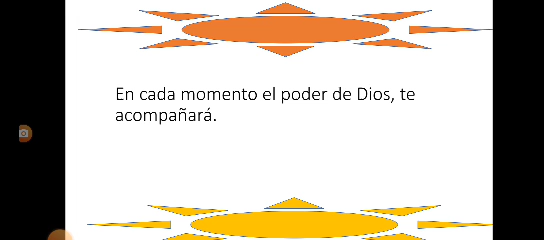 En cada momento el poder de Dios, te
acompañará.